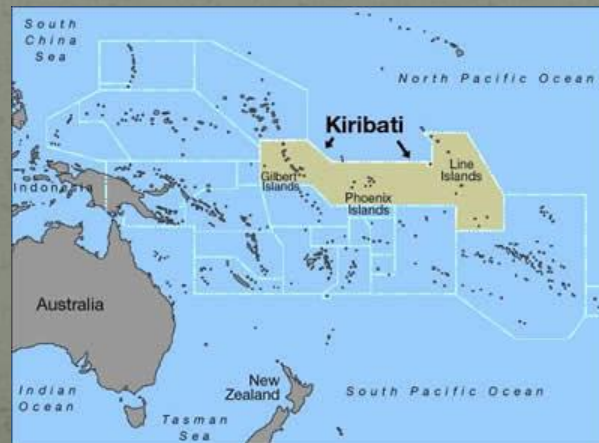 South
China
Sea
North Pacific Ocean
Kiribati
Line
Islands
Gilbert
Islands
Indonesia
Phoenix
Islands
Australia
New
Zealand
South Pacific Ocean
Indian
Ocean
Tasman
Sea